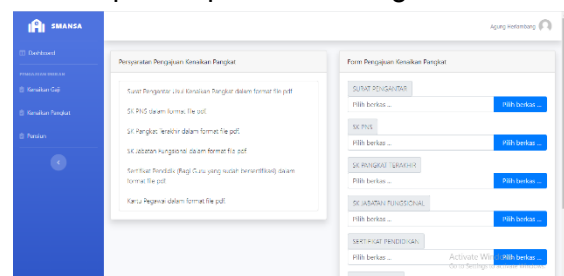 SMANSA
Agung Herlambang
Dashboard
Kenaikan Gaji
Kenaikan Pangkat
Pensiun
Persyaratan Pengajuan Kenaikan Pangkat
Surat Pengantar Usul Kenaikan Pangkat dalam format file pdf.
SK PNS dalam format file pdf.
SK Pangkat Terakhir dalam format file pdf.
SK Jabatan Fungsional dalam format file pdf.
Sertifikat Pendidik (Bagi Guru yang sudah bersertifikasi) dalam
format file pdf.
Kartu Pegawai dalam format file pdf.
Form Pengajuan Kenaikan Pangkat
SURAT PENGANTAR
Pilih berkas ... Pilih berkas ...
SK PNS
Pilih berkas ... Pilih berkas ...
SK PANGKAT TERAKHIR
Pilih berkas ... Pilih berkas ...
SK JABATAN FUNGSIONAL
Pilih berkas ... Pilih berkas ...
SERTIFIKAT PENDIDIKAN
Pilih berkas ... Pilih berkas ...
Activate Windows